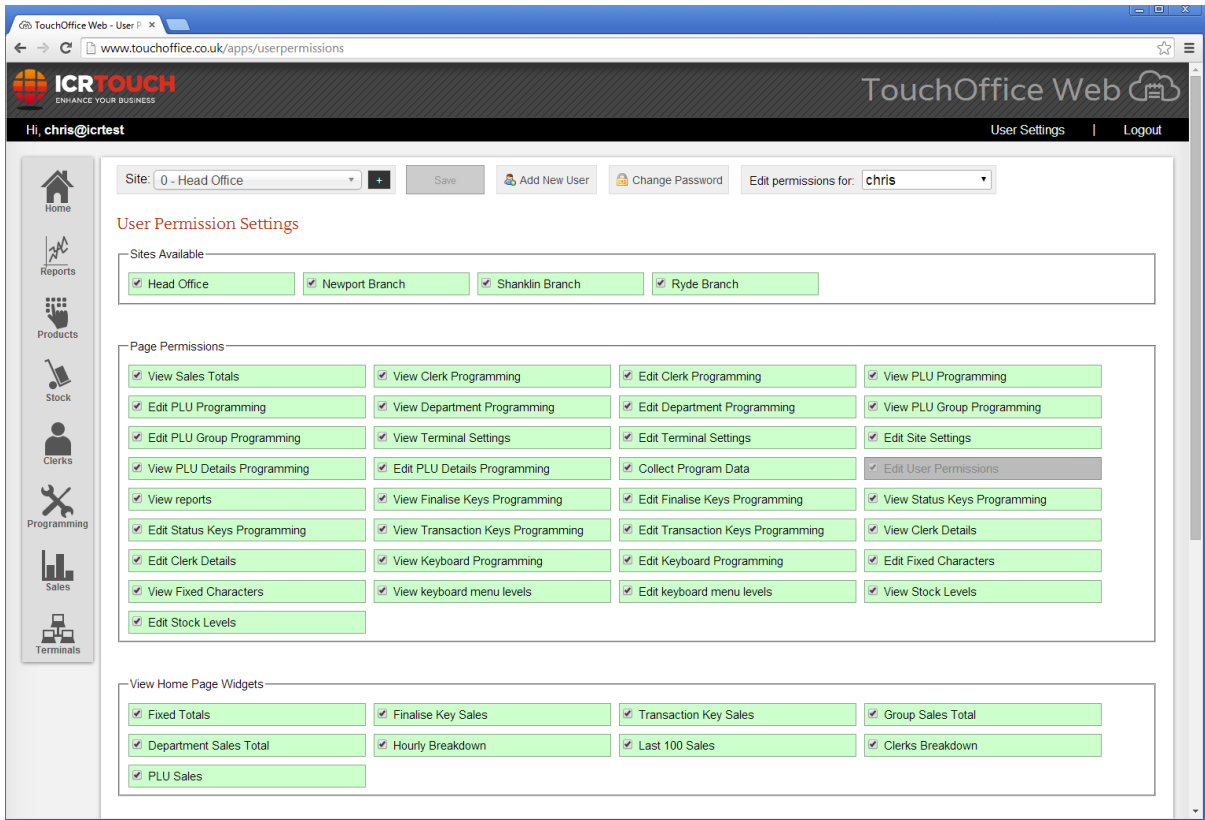 TouchOffice Web - User P
www.touchoffice.co.uk/apps/userpermissions
ICRTOUCH
ENHANCE YOUR BUSINESS
TouchOffice Web
Hi, chris@icrtest
User Settings | Logout
Home
Reports
Products
Stock
Clerks
Programming
Sales
Terminals
Site: 0 - Head Office + Save Add New User Change Password Edit permissions for: chris
User Permission Settings
Sites Available
Head Office Newport Branch Shanklin Branch Ryde Branch
Page Permissions
View Sales Totals View Clerk Programming Edit Clerk Programming View PLU Programming
Edit PLU Programming View Department Programming Edit Department Programming View PLU Group Programming
Edit PLU Group Programming View Terminal Settings Edit Terminal Settings Edit Site Settings
View PLU Details Programming Edit PLU Details Programming Collect Program Data Edit User Permissions
View reports View Finalise Keys Programming Edit Finalise Keys Programming View Status Keys Programming
Edit Status Keys Programming View Transaction Keys Programming Edit Transaction Keys Programming View Clerk Details
Edit Clerk Details View Keyboard Programming Edit Keyboard Programming Edit Fixed Characters
View Fixed Characters View keyboard menu levels Edit keyboard menu levels View Stock Levels
Edit Stock Levels
View Home Page Widgets
Fixed Totals Finalise Key Sales Transaction Key Sales Group Sales Total
Department Sales Total Hourly Breakdown Last 100 Sales Clerks Breakdown
PLU Sales